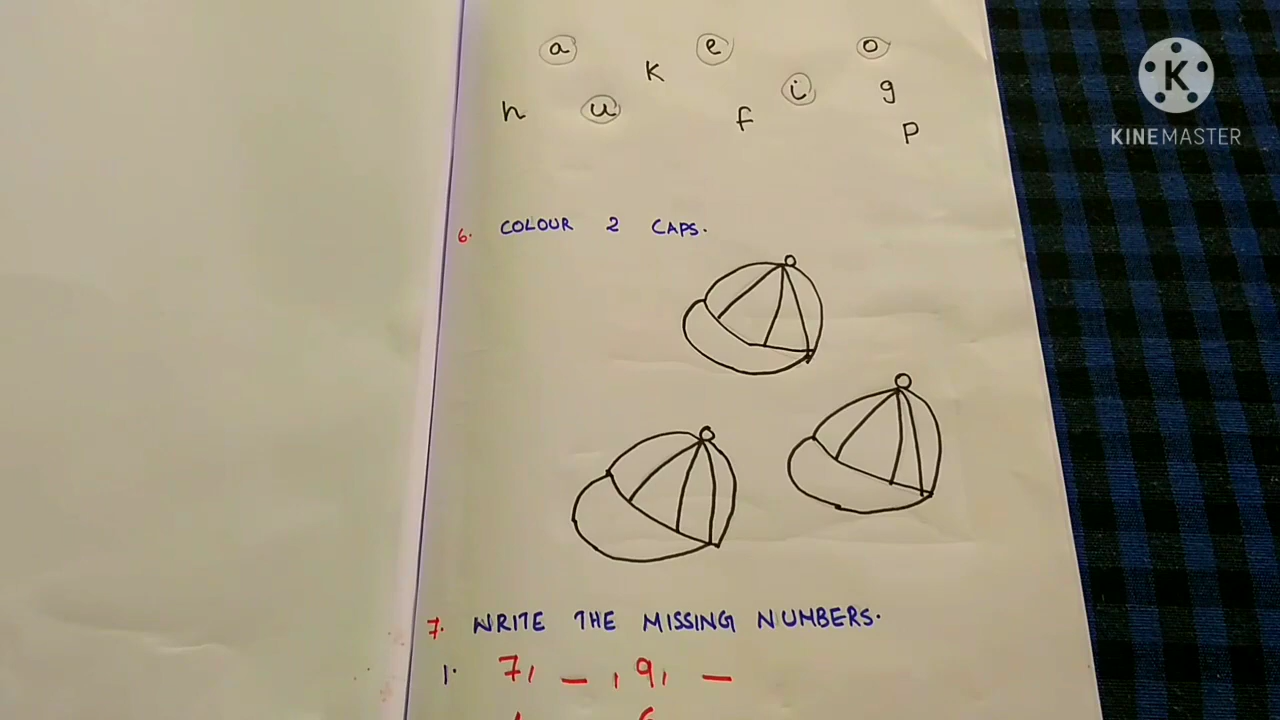 a e o
K i g
h u f p
6. COLOUR 2 CAPS.
7. WRITE THE MISSING NUMBERS.
1. 7, _ , 9, _
K
KINEMASTER